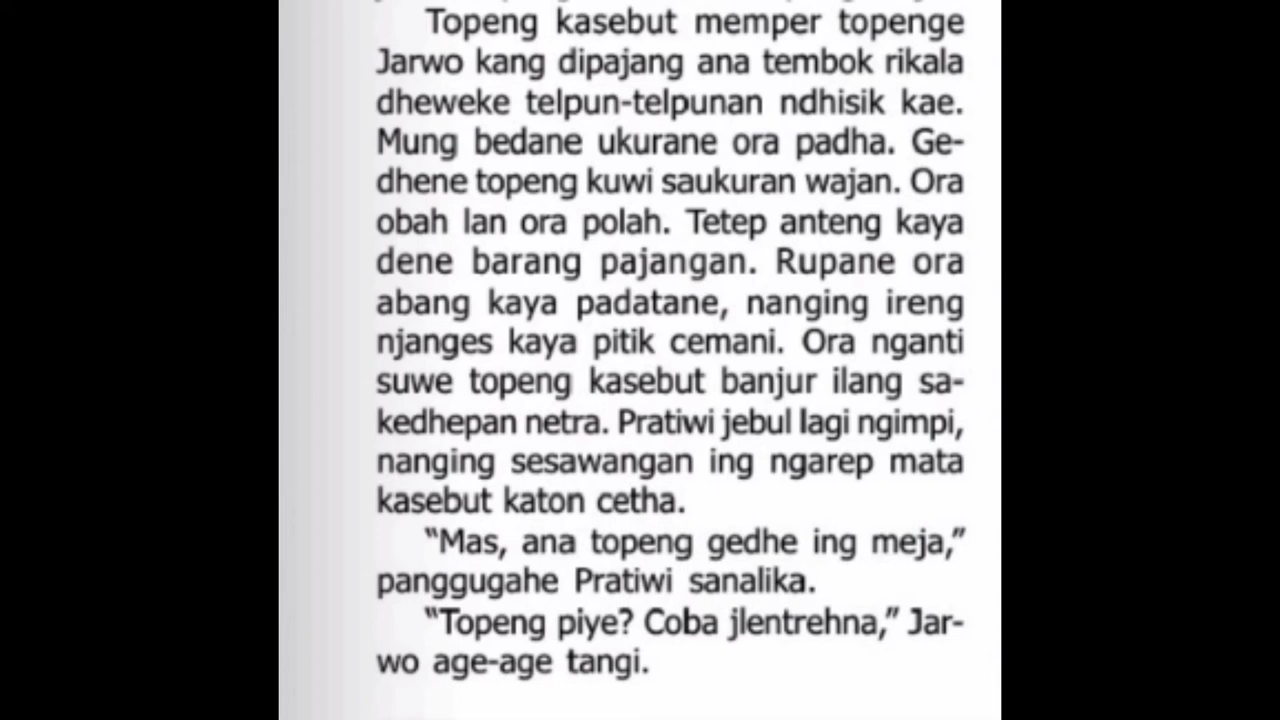 Topeng kasebut memper topenge
Jarwo kang dipajang ana tembok rikala
dheweke telpun-telpunan ndhisik kae.
Mung bedane ukurane ora padha. Ge-
dhene topeng kuwi saukuran wajan. Ora
obah lan ora polah. Tetep anteng kaya
dene barang pajangan. Rupane ora
abang kaya padatane, nanging ireng
njanges kaya pitik cemani. Ora nganti
suwe topeng kasebut banjur ilang sa-
kedhepan netra. Pratiwi jebul lagi ngimpi,
nanging sesawangan ing ngarep mata
kasebut katon cetha.
“Mas, ana topeng gedhe ing meja,”
panggugahe Pratiwi sanalika.
“Topeng piye? Coba jlentrehna,” Jar-
wo age-age tangi.